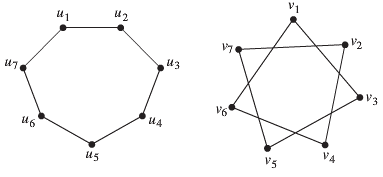 u₁ u₂ v₁
u₇ u₃ v₇ v₂
u₆ u₄ v₆ v₃
u₅ v₅ v₄